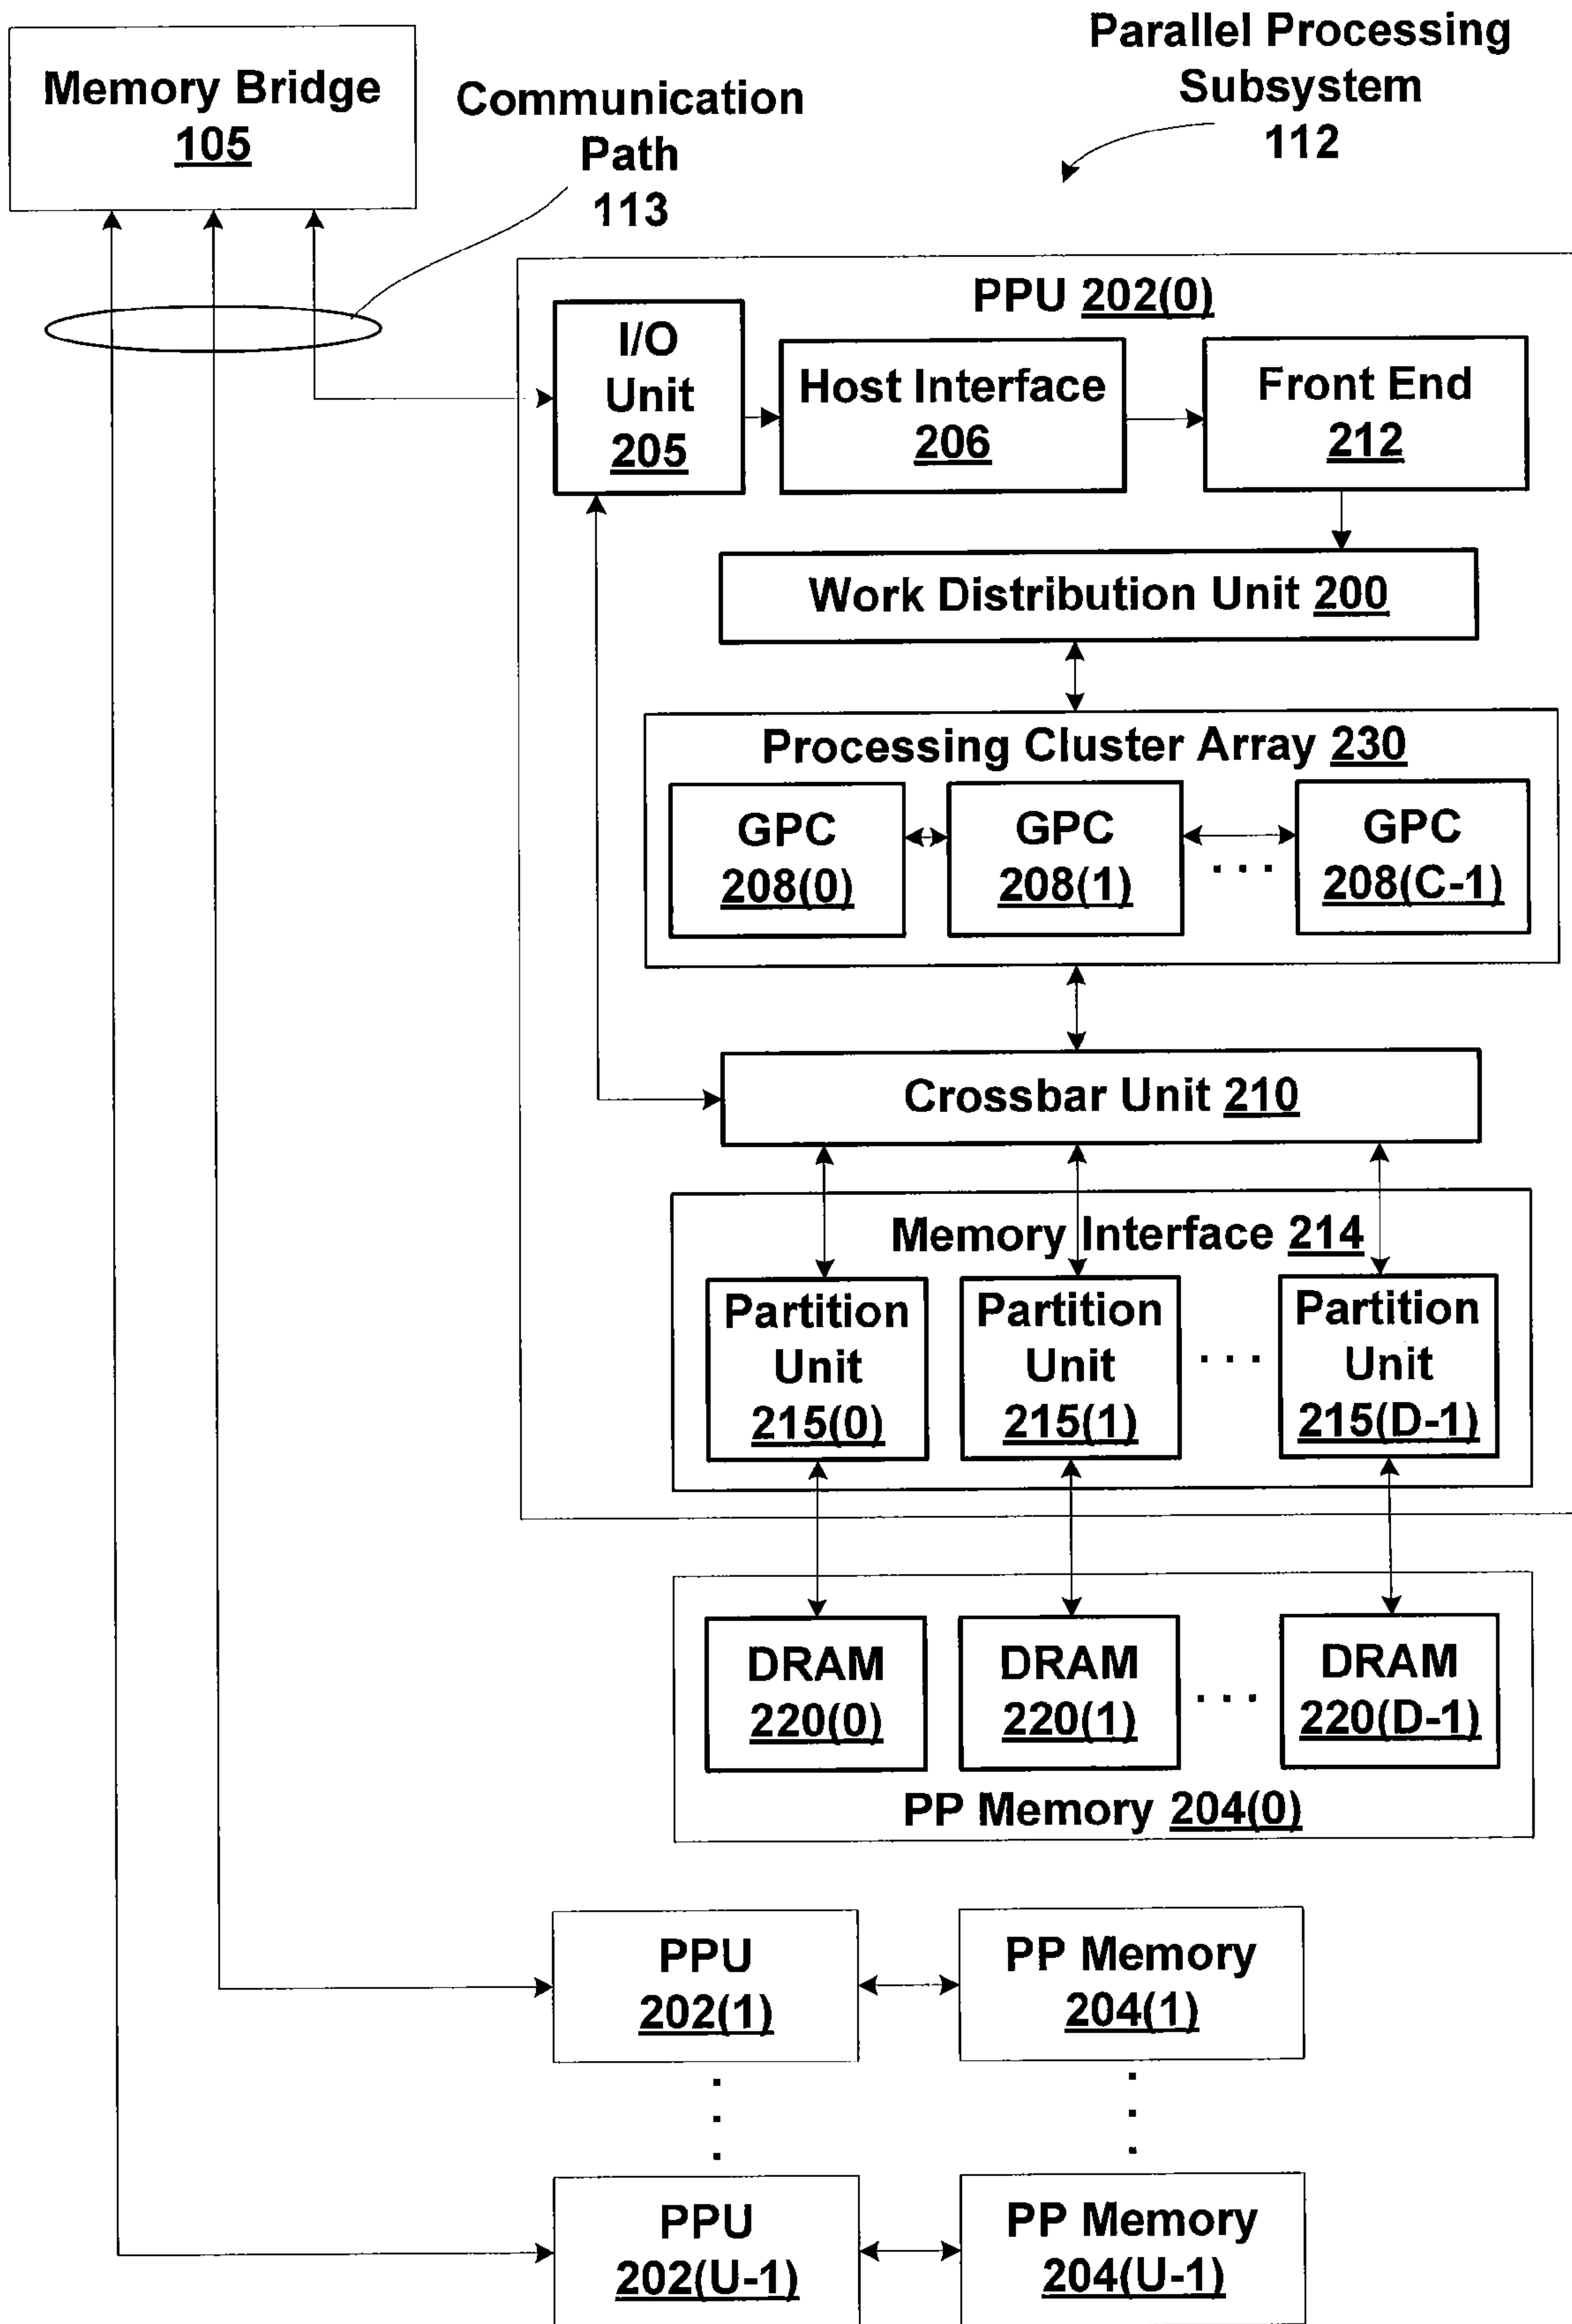 Parallel Processing
Subsystem
112
Memory Bridge
105
Communication
Path
113
PPU 202(0)
I/O
Unit
205
Host Interface
206
Front End
212
Work Distribution Unit 200
Processing Cluster Array 230
GPC
208(0)
GPC
208(1)
. . .
GPC
208(C-1)
Crossbar Unit 210
Memory Interface 214
Partition
Unit
215(0)
Partition
Unit
215(1)
. . .
Partition
Unit
215(D-1)
DRAM
220(0)
DRAM
220(1)
. . .
DRAM
220(D-1)
PP Memory 204(0)
PPU
202(1)
PP Memory
204(1)
PPU
202(U-1)
PP Memory
204(U-1)